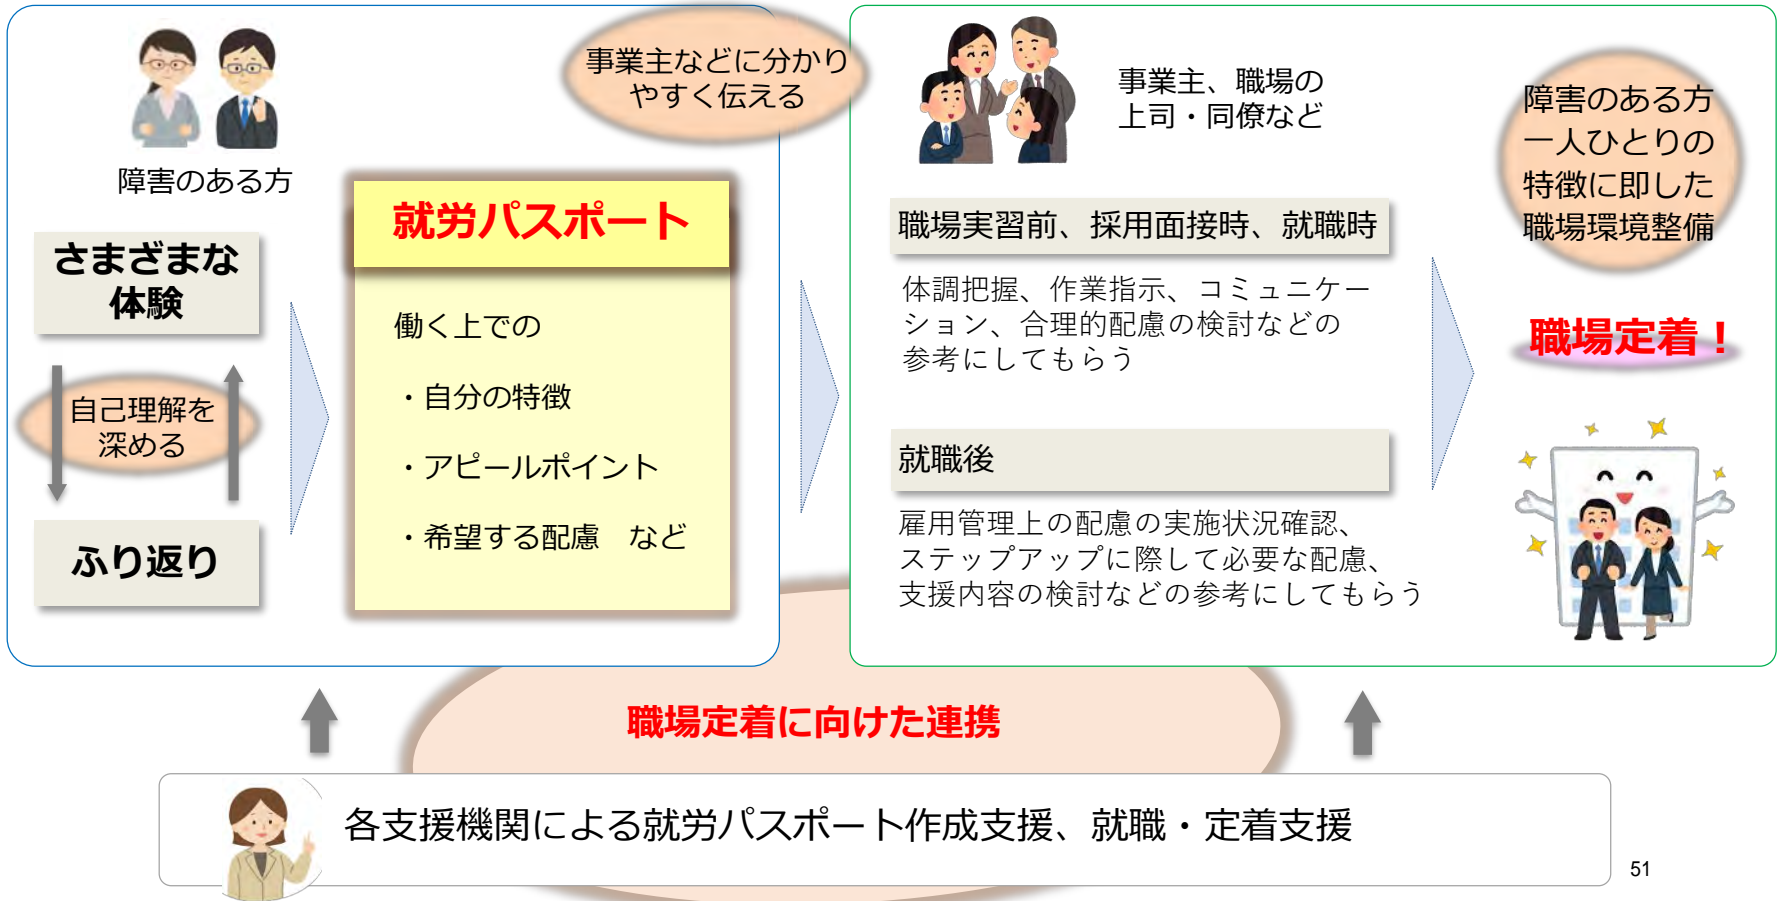 障害のある方
さまざまな
体験
自己理解を
深める
ふり返り
就労パスポート
働く上での
・自分の特徴
・アピールポイント
・希望する配慮　など
事業主などに分かり
やすく伝える
事業主、職場の
上司・同僚など
職場実習前、採用面接時、就職時
体調把握、作業指示、コミュニケー
ション、合理的配慮の検討などの
参考にしてもらう
就職後
雇用管理上の配慮の実施状況確認、
ステップアップに際して必要な配慮、
支援内容の検討などの参考にしてもらう
障害のある方
一人ひとりの
特徴に即した
職場環境整備
職場定着！
職場定着に向けた連携
各支援機関による就労パスポート作成支援、就職・定着支援
51